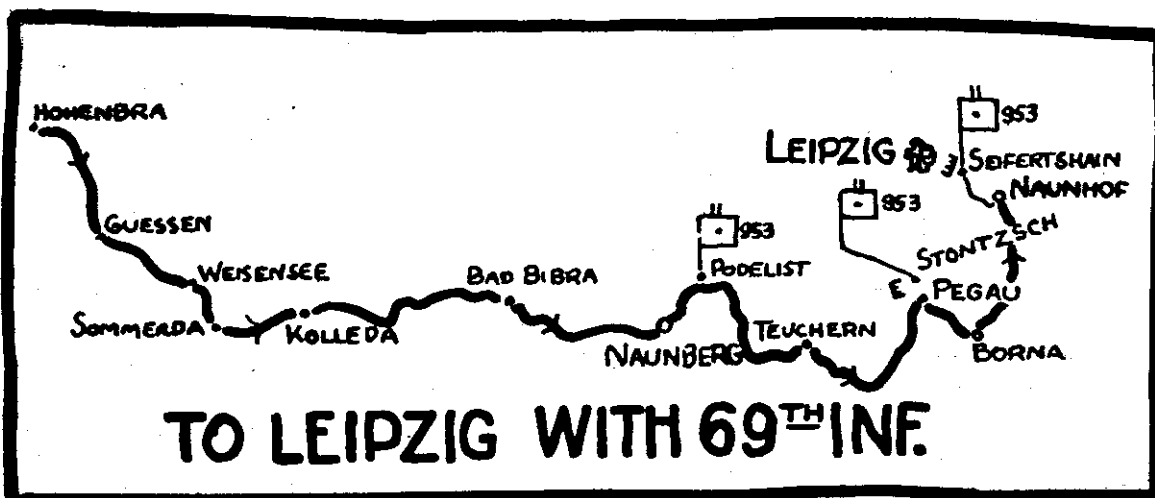 HOHENBRA
GUESSEN
WEISENSEE
SOMMERDA
KOLLEDA
BAD BIBRA
NAUNBERG
PODELIST
953
TEUCHERN
953
E
PEGAU
BORNA
STONTZSCH
NAUNHOF
SEIFERTSHAIN
953
LEIPZIG
TO LEIPZIG WITH 69TH INF.